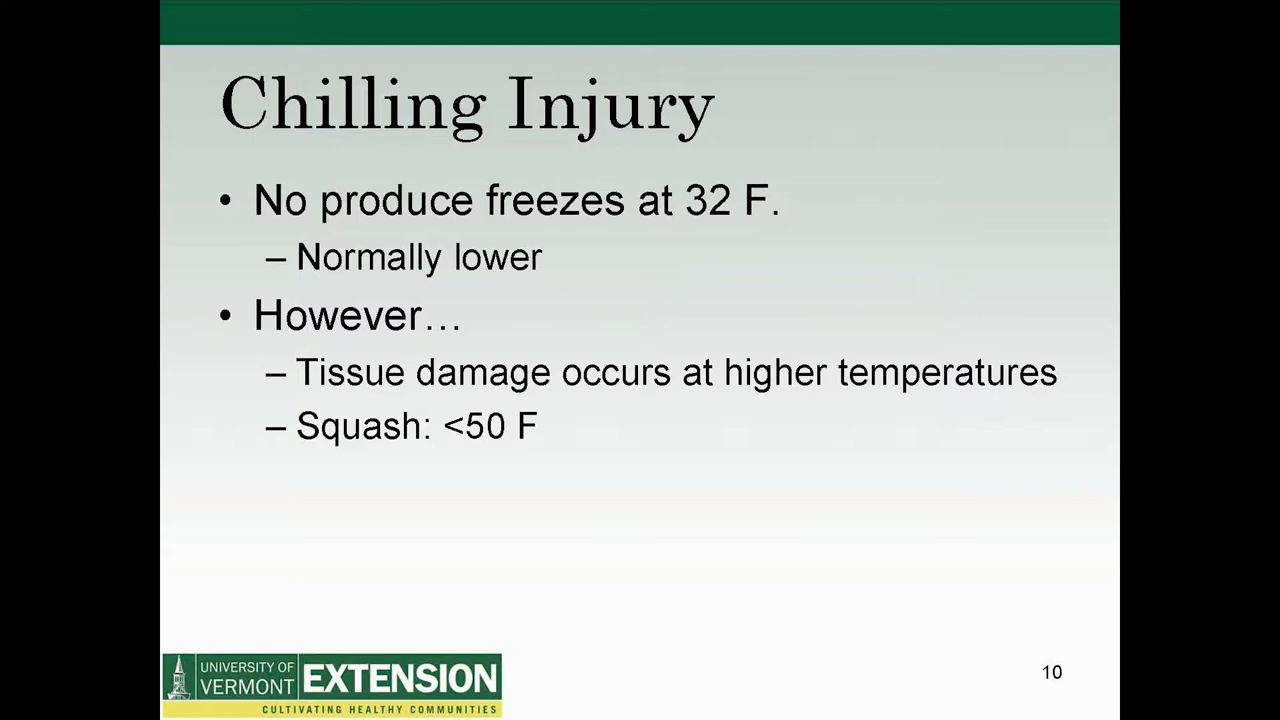 Chilling Injury
• No produce freezes at 32 F.
– Normally lower
• However…
– Tissue damage occurs at higher temperatures
– Squash: <50 F
UNIVERSITY OF
VERMONT
EXTENSION
CULTIVATING HEALTHY COMMUNITIES
10